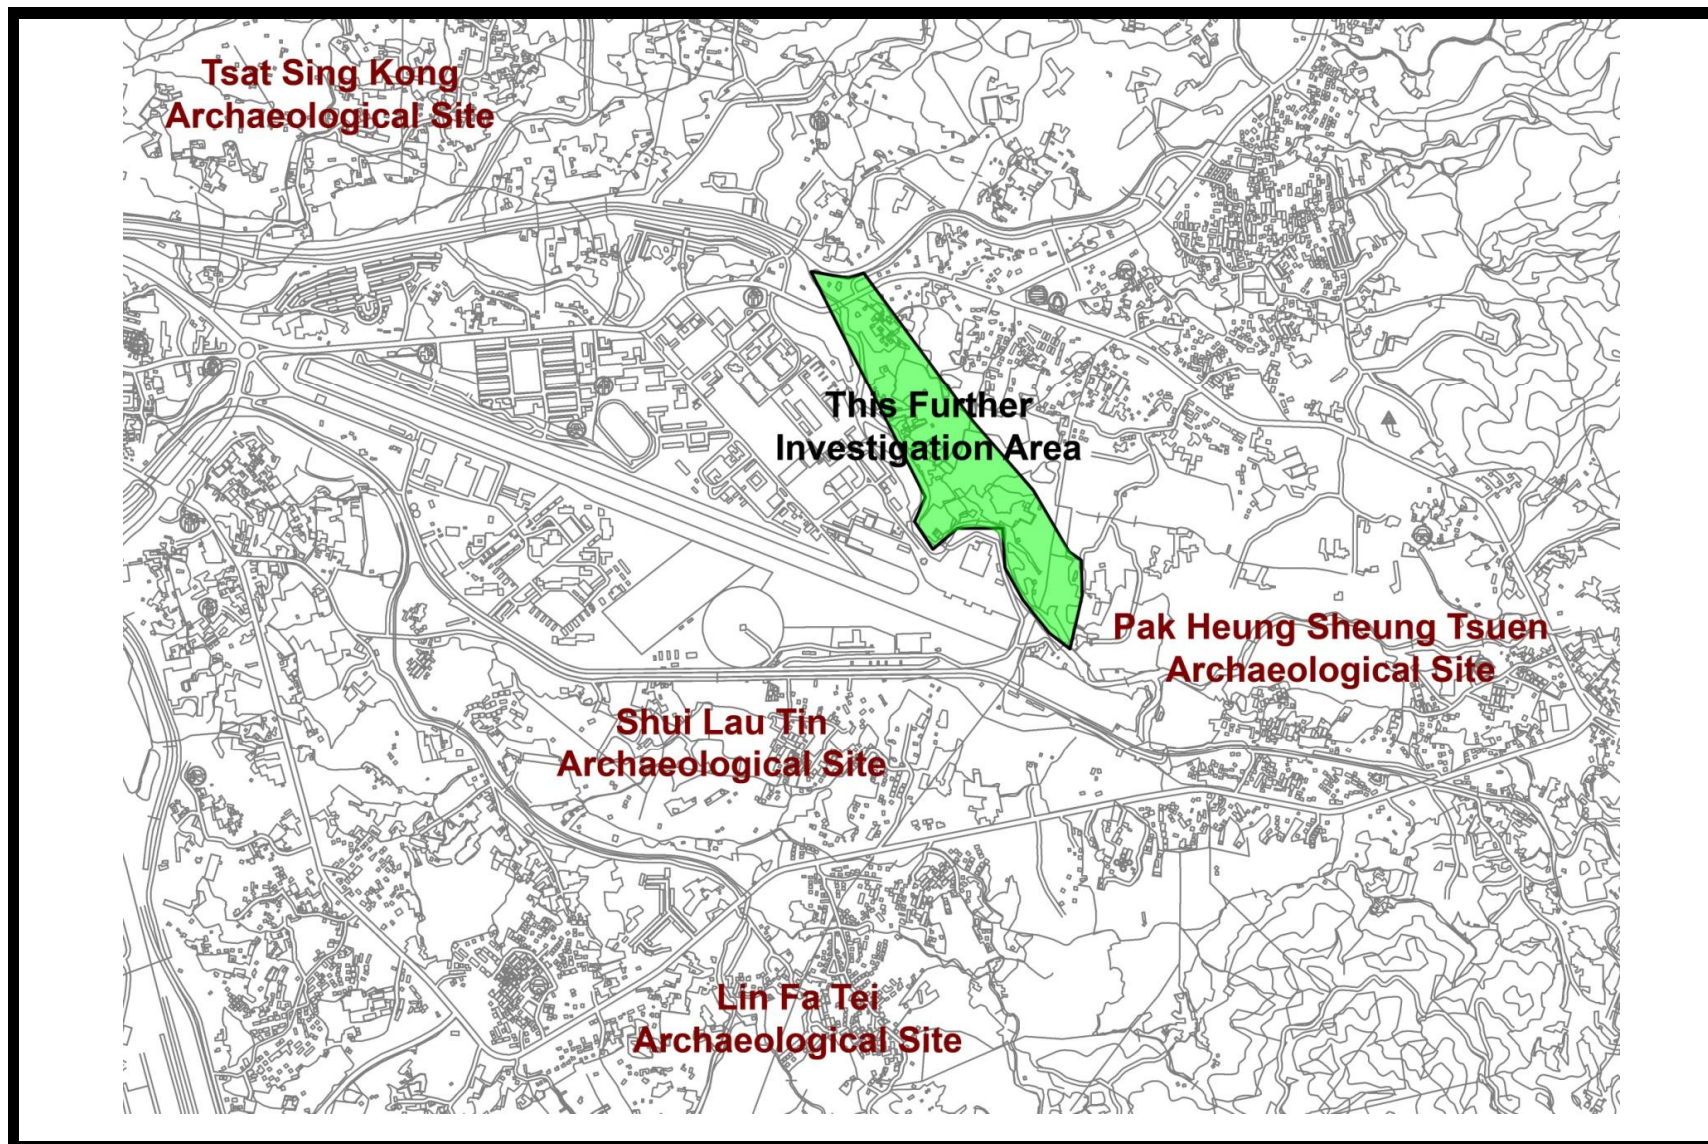 Tsat Sing Kong
Archaeological Site
This Further
Investigation Area
Pak Heung Sheung Tsuen
Archaeological Site
Shui Lau Tin
Archaeological Site
Lin Fa Tei
Archaeological Site